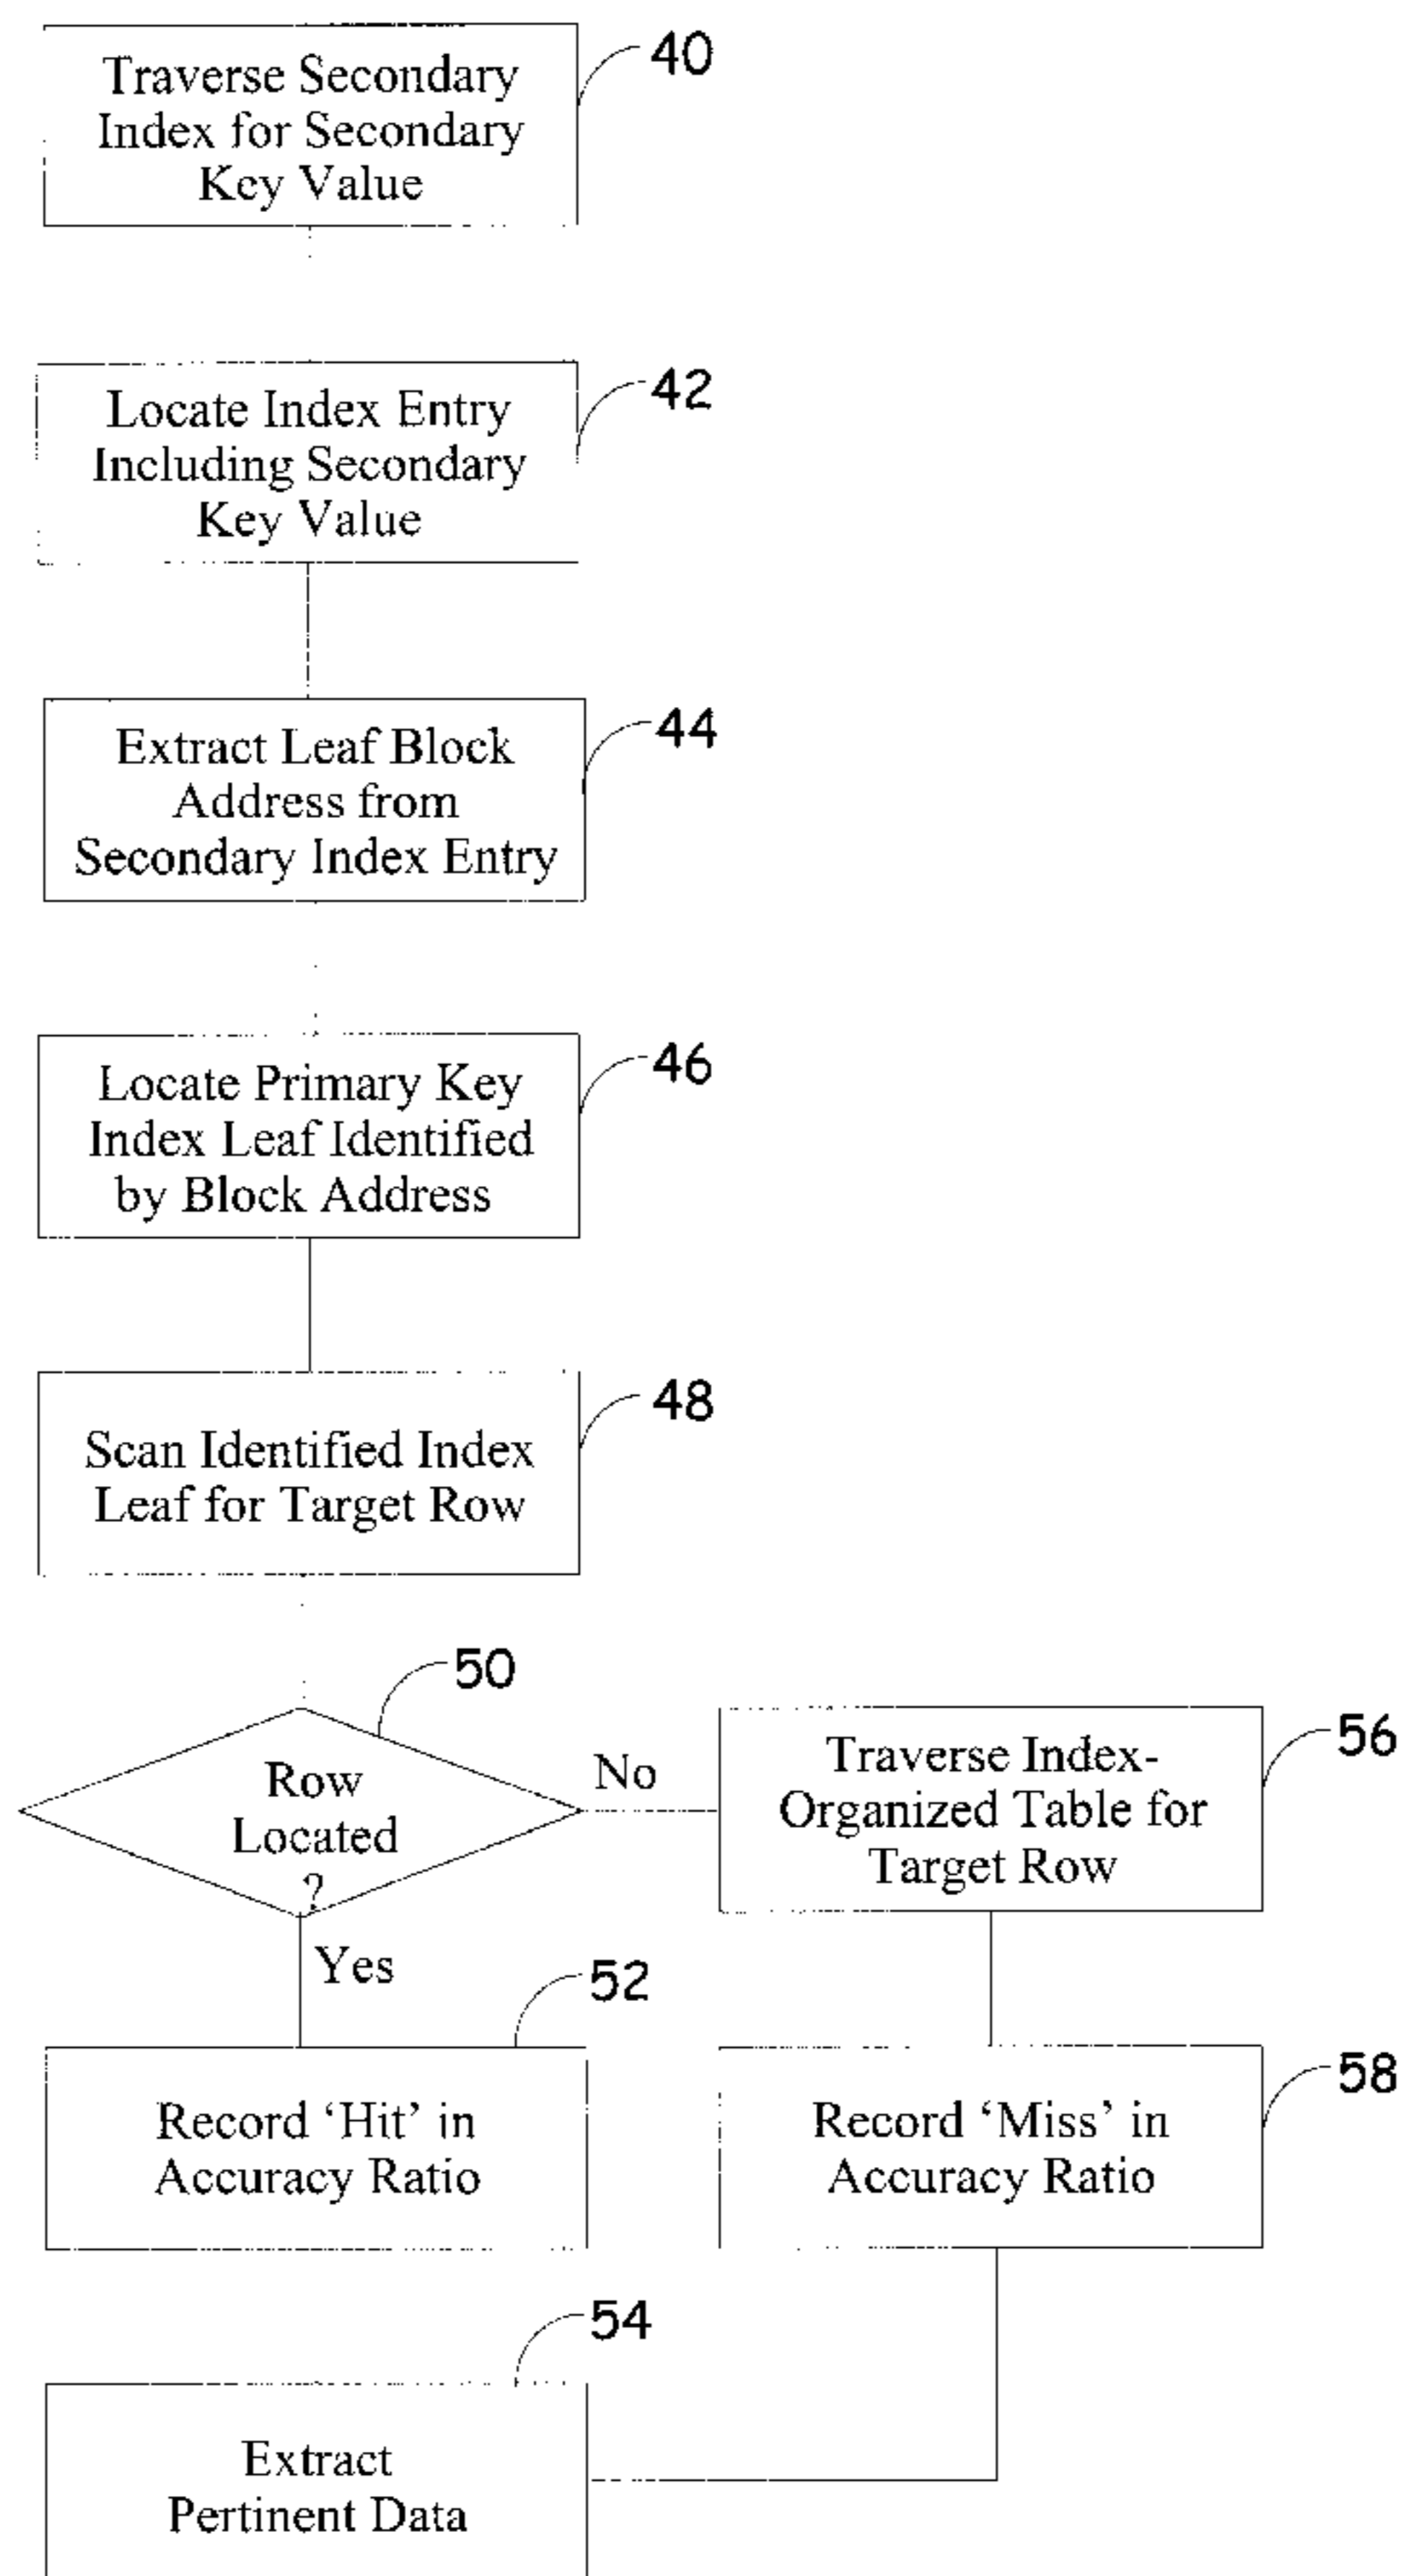 Traverse Secondary
Index for Secondary
Key Value
40
Locate Index Entry
Including Secondary
Key Value
42
Extract Leaf Block
Address from
Secondary Index Entry
44
Locate Primary Key
Index Leaf Identified
by Block Address
46
Scan Identified Index
Leaf for Target Row
48
50
Row
Located
?
No
Yes
Traverse Index-
Organized Table for
Target Row
56
52
Record ‘Hit’ in
Accuracy Ratio
Record ‘Miss’ in
Accuracy Ratio
58
54
Extract
Pertinent Data